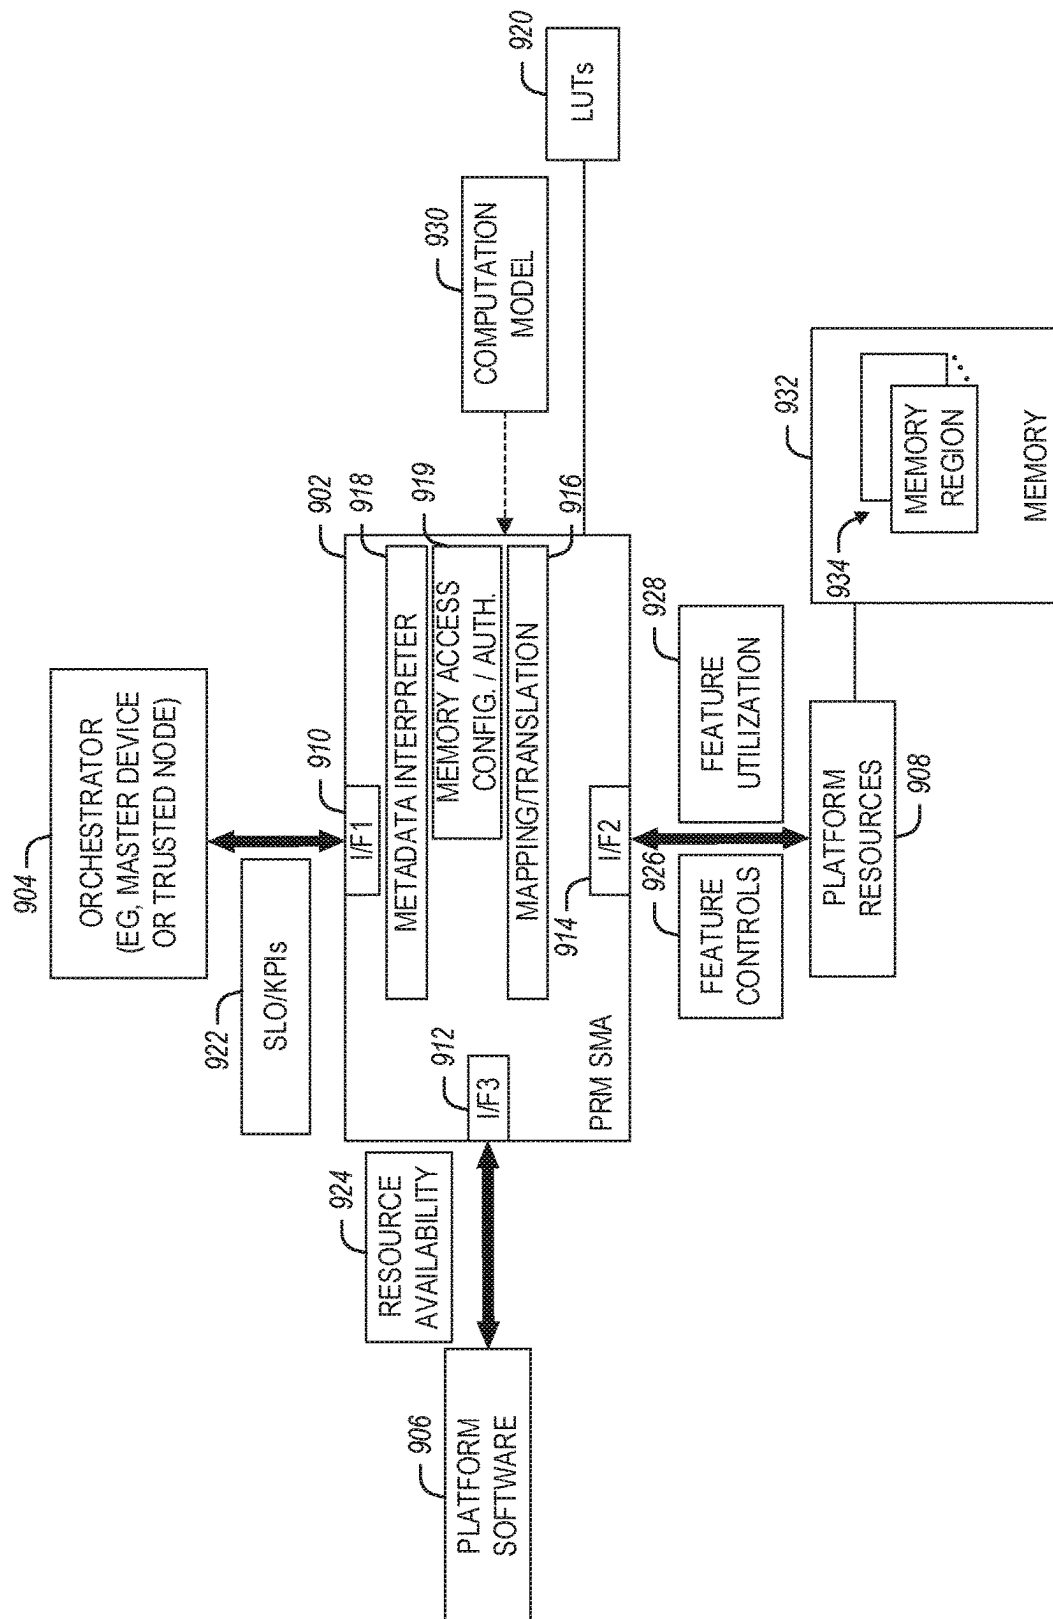 904
ORCHESTRATOR
(EG, MASTER DEVICE
OR TRUSTED NODE)
922
SLO/KPIs
910
I/F1
902
918
METADATA INTERPRETER
919
MEMORY ACCESS
CONFIG. / AUTH.
916
MAPPING/TRANSLATION
930
COMPUTATION
MODEL
920
LUTs
912
I/F3
PRM SMA
914
I/F2
924
RESOURCE
AVAILABILITY
906
PLATFORM
SOFTWARE
926
FEATURE
CONTROLS
928
FEATURE
UTILIZATION
PLATFORM
RESOURCES
908
932
934
MEMORY
REGION
MEMORY